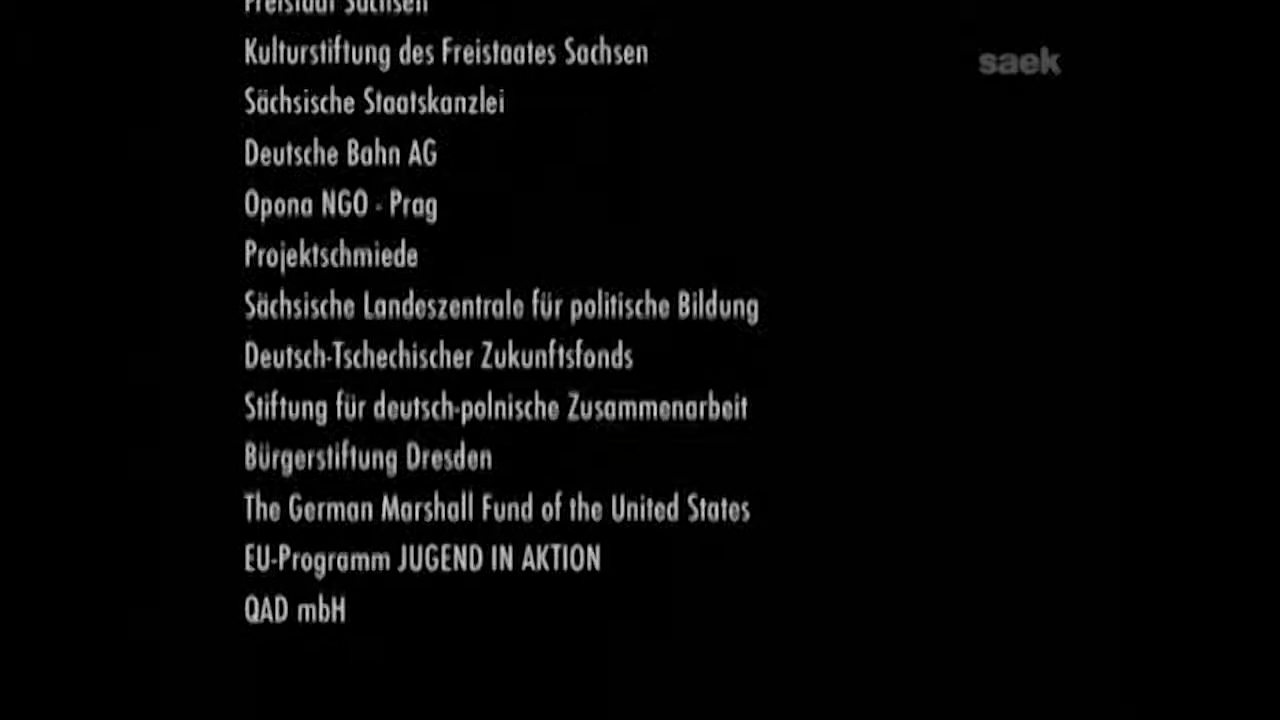 Freistaat Sachsen
Kulturstiftung des Freistaates Sachsen
saek
Sächsische Staatskanzlei
Deutsche Bahn AG
Opona NGO - Prag
Projektschmiede
Sächsische Landeszentrale für politische Bildung
Deutsch-Tschechischer Zukunftsfonds
Stiftung für deutsch-polnische Zusammenarbeit
Bürgerstiftung Dresden
The German Marshall Fund of the United States
EU-Programm JUGEND IN AKTION
QAD mbH